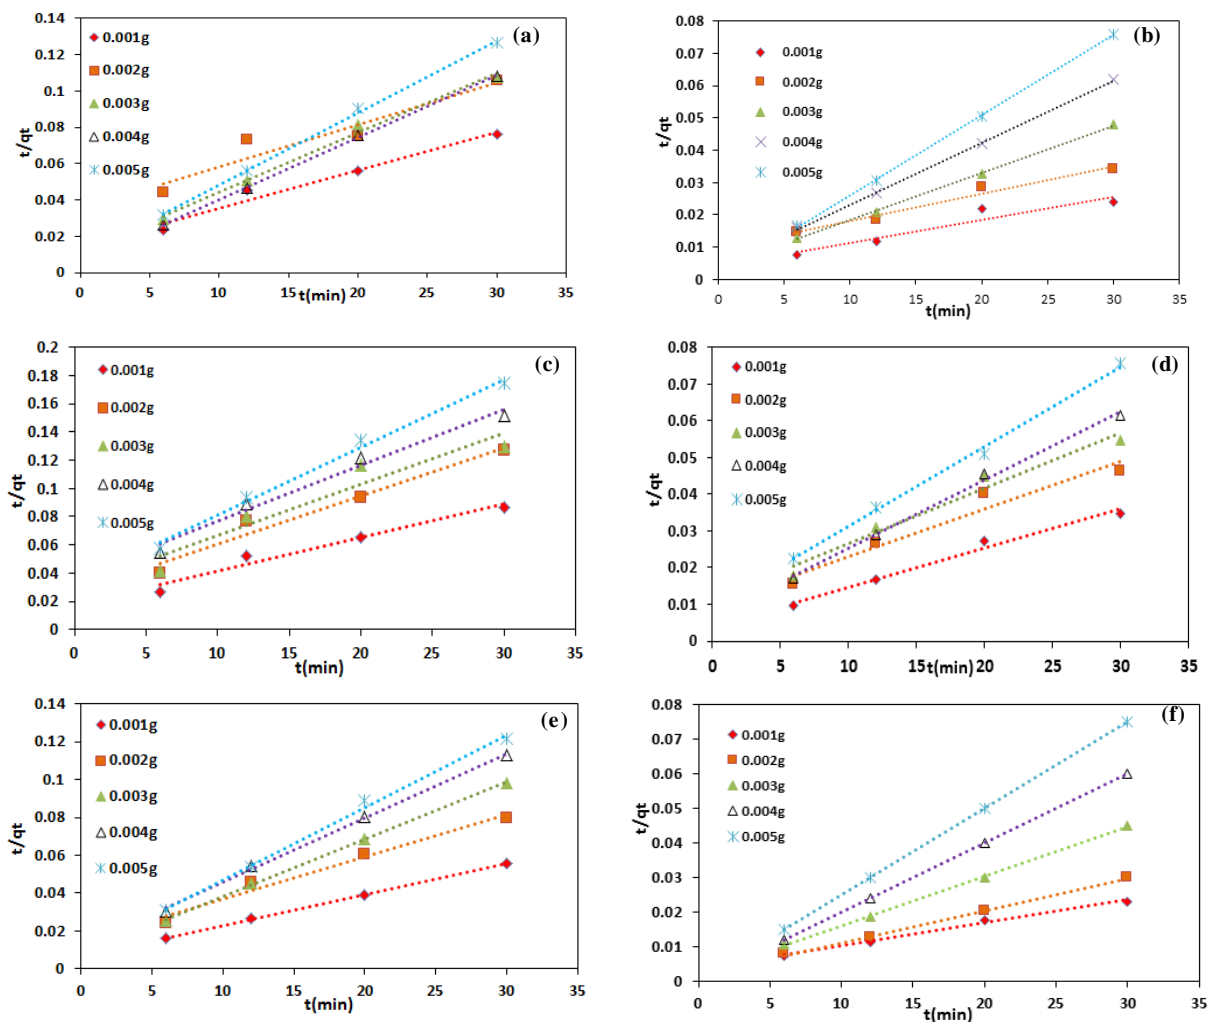 (a)
0.14
0.12
0.1
0.08
0.06
0.04
0.02
0
t/qt
0.001g
0.002g
0.003g
0.004g
0.005g
0 5 10 15 20 25 30 35
t(min)
(b)
0.08
0.07
0.06
0.05
0.04
0.03
0.02
0.01
0
t/qt
0.001g
0.002g
0.003g
0.004g
0.005g
0 5 10 15 20 25 30 35
t(min)
(c)
0.2
0.18
0.16
0.14
0.12
0.1
0.08
0.06
0.04
0.02
0
t/qt
0.001g
0.002g
0.003g
0.004g
0.005g
0 5 10 15 20 25 30 35
t(min)
(d)
0.08
0.07
0.06
0.05
0.04
0.03
0.02
0.01
0
t/qt
0.001g
0.002g
0.003g
0.004g
0.005g
0 5 10 15 20 25 30 35
t(min)
(e)
0.14
0.12
0.1
0.08
0.06
0.04
0.02
0
t/qt
0.001g
0.002g
0.003g
0.004g
0.005g
0 5 10 15 20 25 30 35
t(min)
(f)
0.08
0.07
0.06
0.05
0.04
0.03
0.02
0.01
0
t/qt
0.001g
0.002g
0.003g
0.004g
0.005g
0 5 10 15 20 25 30 35
t(min)